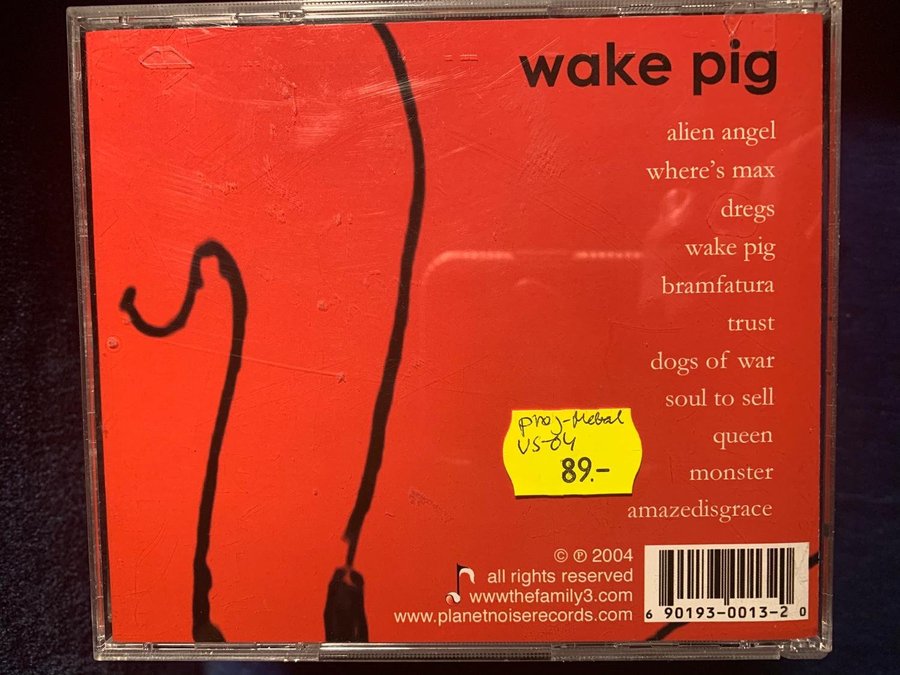 wake pig
alien angel
where's max
dregs
wake pig
bramfatura
trust
dogs of war
soul to sell
queen
monster
amazedisgrace
prog-Metal
US-04
89.-
© ℗ 2004
all rights reserved
wwwthefamily3.com
www.planetnoiserecords.com
6 90193-0013-2 0